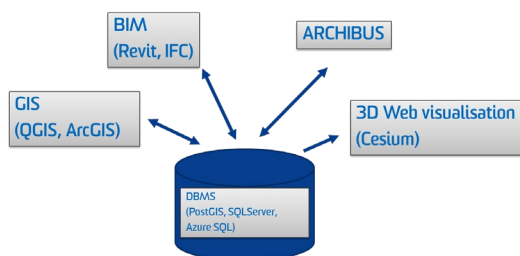 BIM
(Revit, IFC)
ARCHIBUS
GIS
(QGIS, ArcGIS)
3D Web visualisation
(Cesium)
DBMS
(PostGIS, SQLServer,
Azure SQL)